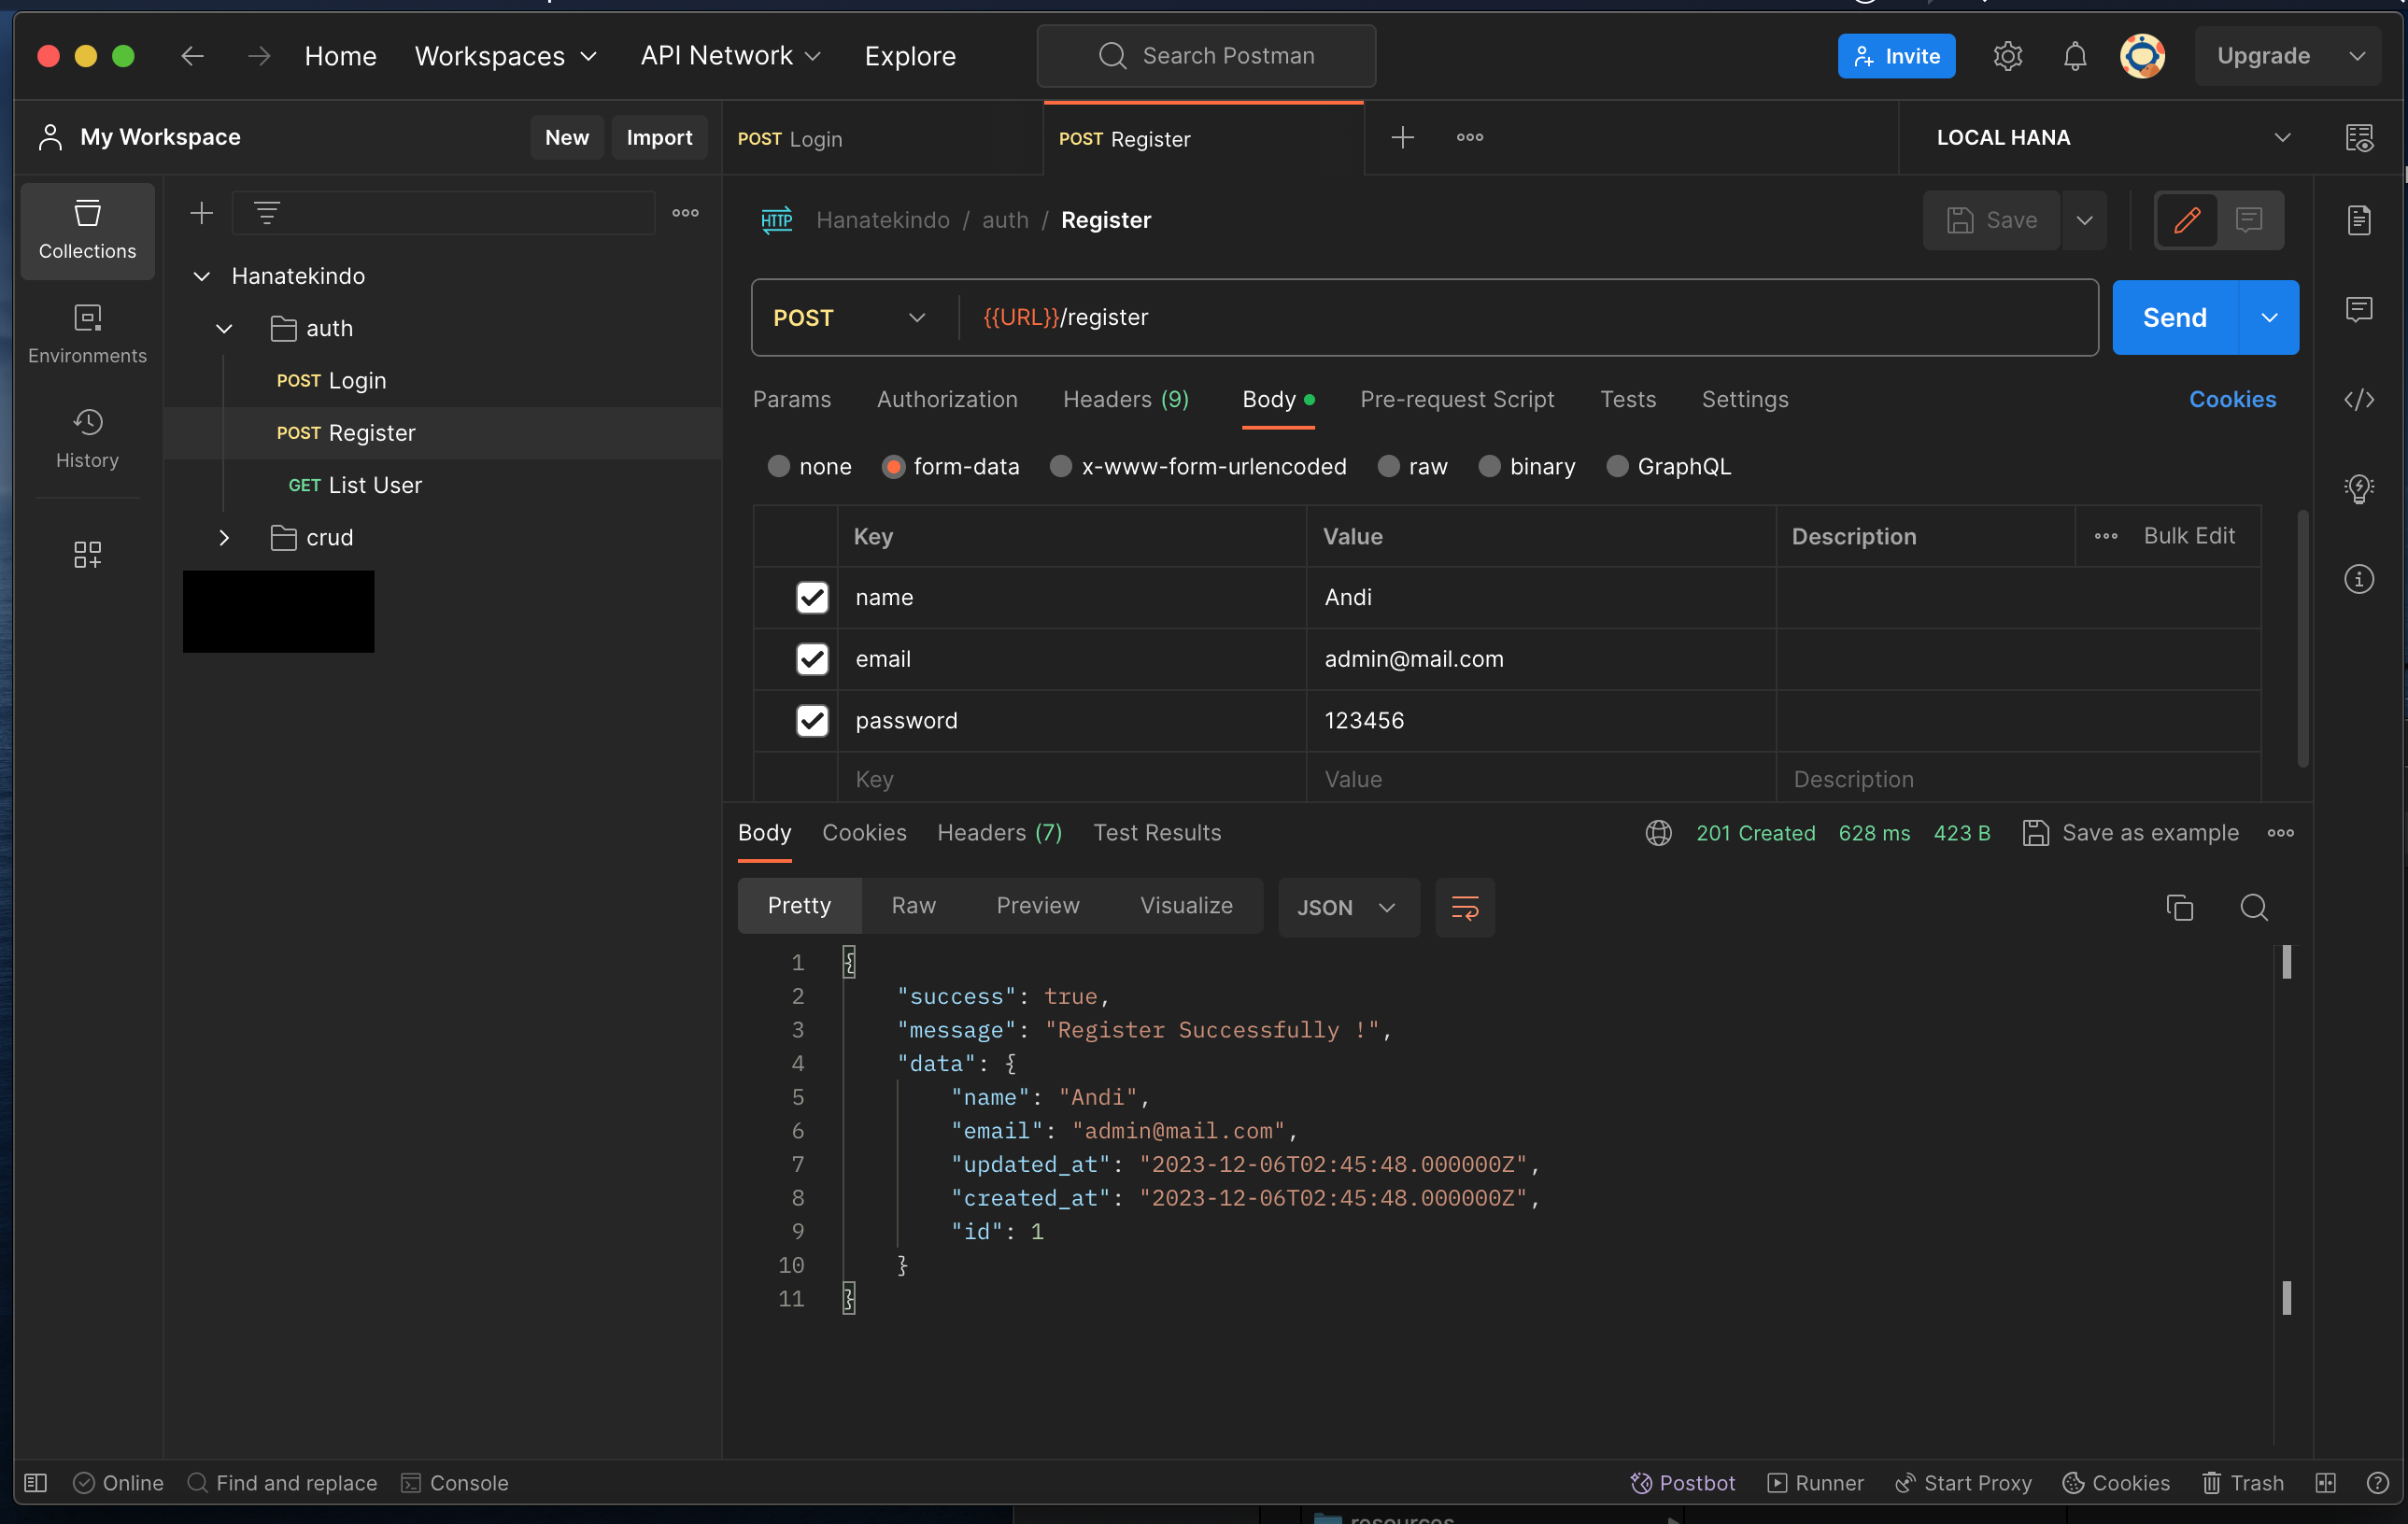 Home Workspaces API Network Explore Search Postman Invite Upgrade
My Workspace New Import POST Login POST Register LOCAL HANA
Collections
Environments
History
Hanatekindo
auth
POST Login
POST Register
GET List User
crud
HTTP Hanatekindo / auth / Register Save
POST {{URL}}/register Send
Params Authorization Headers (9) Body Pre-request Script Tests Settings Cookies
none form-data x-www-form-urlencoded raw binary GraphQL
Key Value Description Bulk Edit
name Andi
email admin@mail.com
password 123456
Key Value Description
Body Cookies Headers (7) Test Results 201 Created 628 ms 423 B Save as example
Pretty Raw Preview Visualize JSON
1 {
2 "success": true,
3 "message": "Register Successfully !",
4 "data": {
5 "name": "Andi",
6 "email": "admin@mail.com",
7 "updated_at": "2023-12-06T02:45:48.000000Z",
8 "created_at": "2023-12-06T02:45:48.000000Z",
9 "id": 1
10 }
11 }
Online Find and replace Console Postbot Runner Start Proxy Cookies Trash
resources